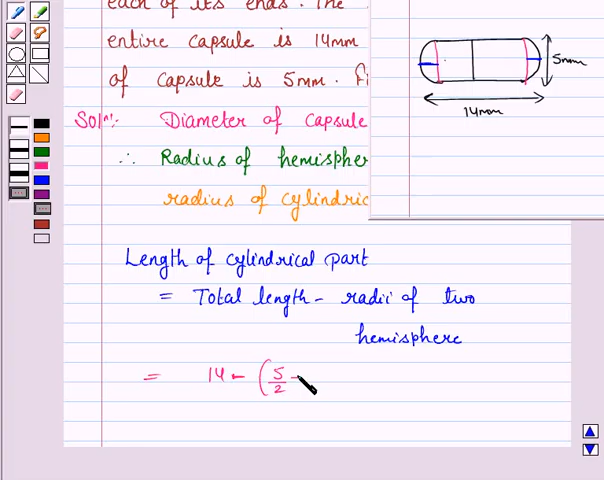 each of its ends. The
entire capsule is 14mm
of capsule is 5mm.
Solⁿ: Diameter of capsule
∴ Radius of hemispher
radius of cylindric
5mm
14mm
Length of cylindrical part
= Total length - radii of two
hemisphere
= 14 - (5/2 -